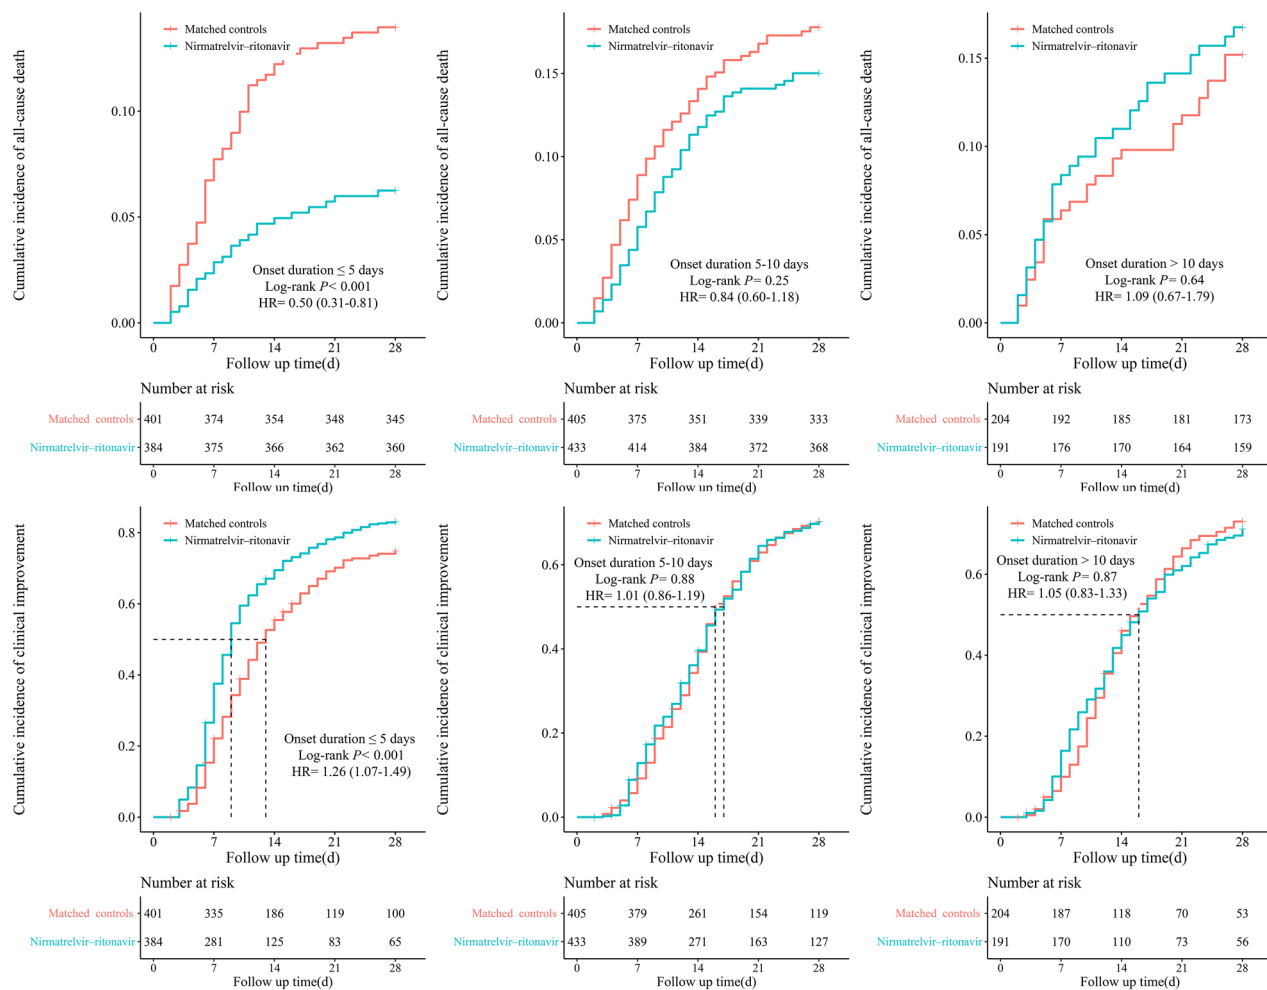 Cumulative incidence of all-cause death
Matched controls
Nirmatrelvir–ritonavir
0.10
0.05
0.00
Onset duration ≤ 5 days
Log-rank P< 0.001
HR= 0.50 (0.31-0.81)
0 7 14 21 28
Follow up time(d)
Number at risk
Matched controls 401 374 354 348 345
Nirmatrelvir–ritonavir 384 375 366 362 360
0 7 14 21 28
Follow up time(d)
Cumulative incidence of all-cause death
Matched controls
Nirmatrelvir–ritonavir
0.15
0.10
0.05
0.00
Onset duration 5-10 days
Log-rank P= 0.25
HR= 0.84 (0.60-1.18)
0 7 14 21 28
Follow up time(d)
Number at risk
Matched controls 405 375 351 339 333
Nirmatrelvir–ritonavir 433 414 384 372 368
0 7 14 21 28
Follow up time(d)
Cumulative incidence of all-cause death
Matched controls
Nirmatrelvir–ritonavir
0.15
0.10
0.05
0.00
Onset duration > 10 days
Log-rank P= 0.64
HR= 1.09 (0.67-1.79)
0 7 14 21 28
Follow up time(d)
Number at risk
Matched controls 204 192 185 181 173
Nirmatrelvir–ritonavir 191 176 170 164 159
0 7 14 21 28
Follow up time(d)
Cumulative incidence of clinical improvement
Matched controls
Nirmatrelvir–ritonavir
0.8
0.6
0.4
0.2
0.0
Onset duration ≤ 5 days
Log-rank P< 0.001
HR= 1.26 (1.07-1.49)
0 7 14 21 28
Follow up time(d)
Number at risk
Matched controls 401 335 186 119 100
Nirmatrelvir–ritonavir 384 281 125 83 65
0 7 14 21 28
Follow up time(d)
Cumulative incidence of clinical improvement
Matched controls
Nirmatrelvir–ritonavir
Onset duration 5-10 days
Log-rank P= 0.88
HR= 1.01 (0.86-1.19)
0.6
0.4
0.2
0.0
0 7 14 21 28
Follow up time(d)
Number at risk
Matched controls 405 379 261 154 119
Nirmatrelvir–ritonavir 433 389 271 163 127
0 7 14 21 28
Follow up time(d)
Cumulative incidence of clinical improvement
Matched controls
Nirmatrelvir–ritonavir
Onset duration > 10 days
Log-rank P= 0.87
HR= 1.05 (0.83-1.33)
0.6
0.4
0.2
0.0
0 7 14 21 28
Follow up time(d)
Number at risk
Matched controls 204 187 118 70 53
Nirmatrelvir–ritonavir 191 170 110 73 56
0 7 14 21 28
Follow up time(d)